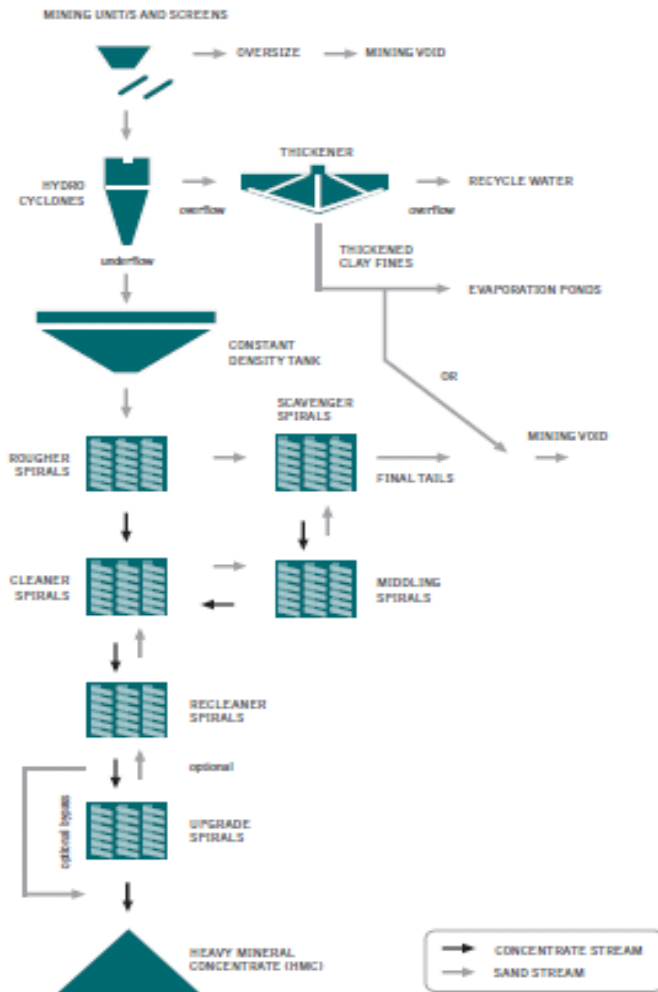 MINING UNIT/S AND SCREENS
OVERSIZE
MINING VOID
THICKENER
HYDRO
CYCLONES
RECYCLE WATER
overflow
overflow
THICKENED
CLAY FINES
underflow
EVAPORATION PONDS
CONSTANT
DENSITY TANK
OR
SCAVENGER
SPIRALS
MINING VOID
ROUGHER
SPIRALS
FINAL TAILS
CLEANER
SPIRALS
MIDDLING
SPIRALS
RECLEANER
SPIRALS
optional
optional bypass
UPGRADE
SPIRALS
HEAVY MINERAL
CONCENTRATE (HMC)
CONCENTRATE STREAM
SAND STREAM